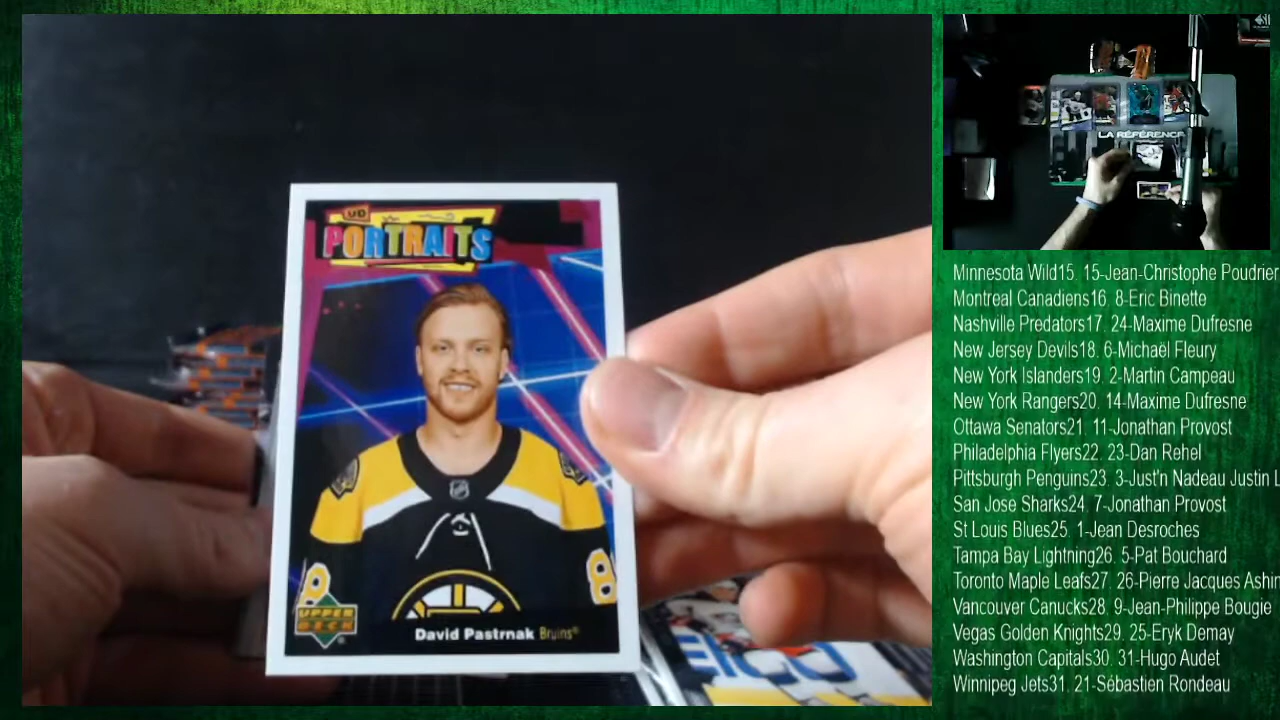 UD
PORTRAITS
8
8
UPPER
DECK
David Pastrnak Bruins
LA RÉFÉRENCE
Minnesota Wild15. 15-Jean-Christophe Poudrier
Montreal Canadiens16. 8-Eric Binette
Nashville Predators17. 24-Maxime Dufresne
New Jersey Devils18. 6-Michaël Fleury
New York Islanders19. 2-Martin Campeau
New York Rangers20. 14-Maxime Dufresne
Ottawa Senators21. 11-Jonathan Provost
Philadelphia Flyers22. 23-Dan Rehel
Pittsburgh Penguins23. 3-Just'n Nadeau Justin L
San Jose Sharks24. 7-Jonathan Provost
St Louis Blues25. 1-Jean Desroches
Tampa Bay Lightning26. 5-Pat Bouchard
Toronto Maple Leafs27. 26-Pierre Jacques Ashin
Vancouver Canucks28. 9-Jean-Philippe Bougie
Vegas Golden Knights29. 25-Eryk Demay
Washington Capitals30. 31-Hugo Audet
Winnipeg Jets31. 21-Sébastien Rondeau